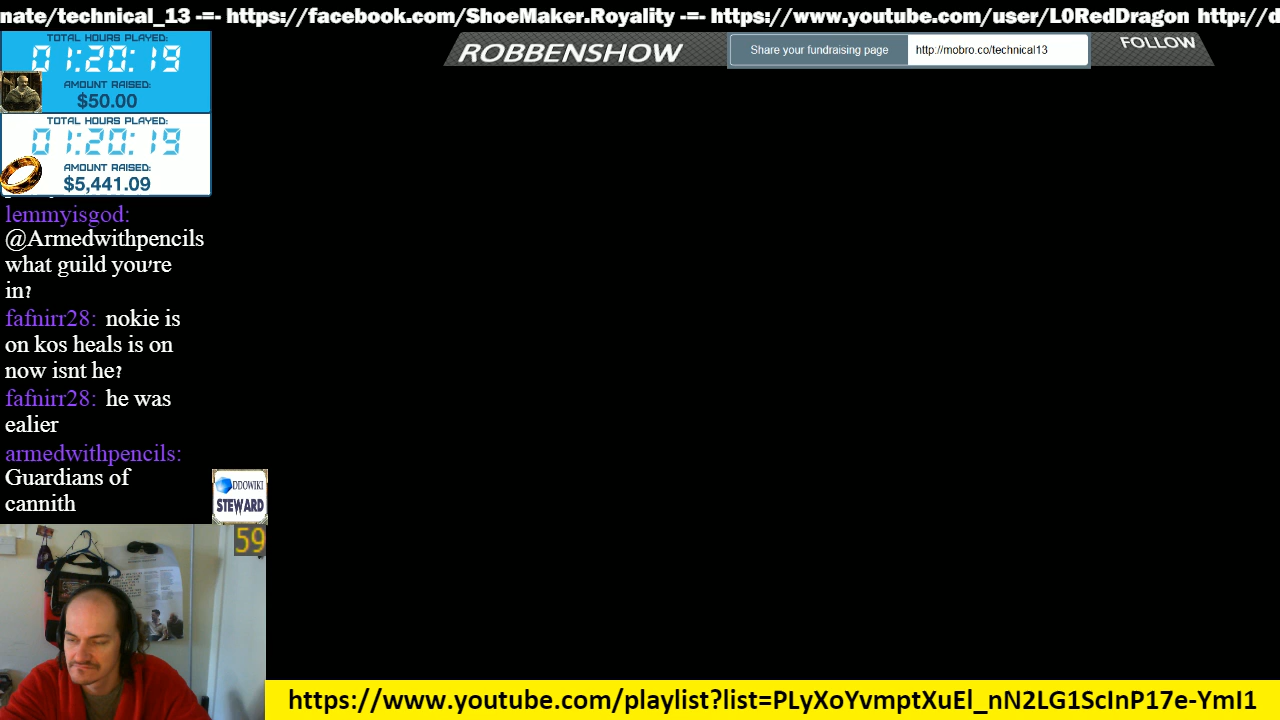 nate/technical_13 -=- https://facebook.com/ShoeMaker.Royality -=- https://www.youtube.com/user/L0RedDragon http://d
TOTAL HOURS PLAYED:
01:20:19
AMOUNT RAISED:
$50.00
TOTAL HOURS PLAYED:
01:20:19
AMOUNT RAISED:
$5,441.09
ROBBENSHOW
Share your fundraising page
http://mobro.co/technical13
FOLLOW
lemmyisgod:
@Armedwithpencils
what guild you're
in?
fafnirr28: nokie is
on kos heals is on
now isnt he?
fafnirr28: he was
ealier
armedwithpencils:
Guardians of
cannith
DDOWIKI
STEWARD
59
https://www.youtube.com/playlist?list=PLyXoYvmptXuEl_nN2LG1ScInP17e-YmI1